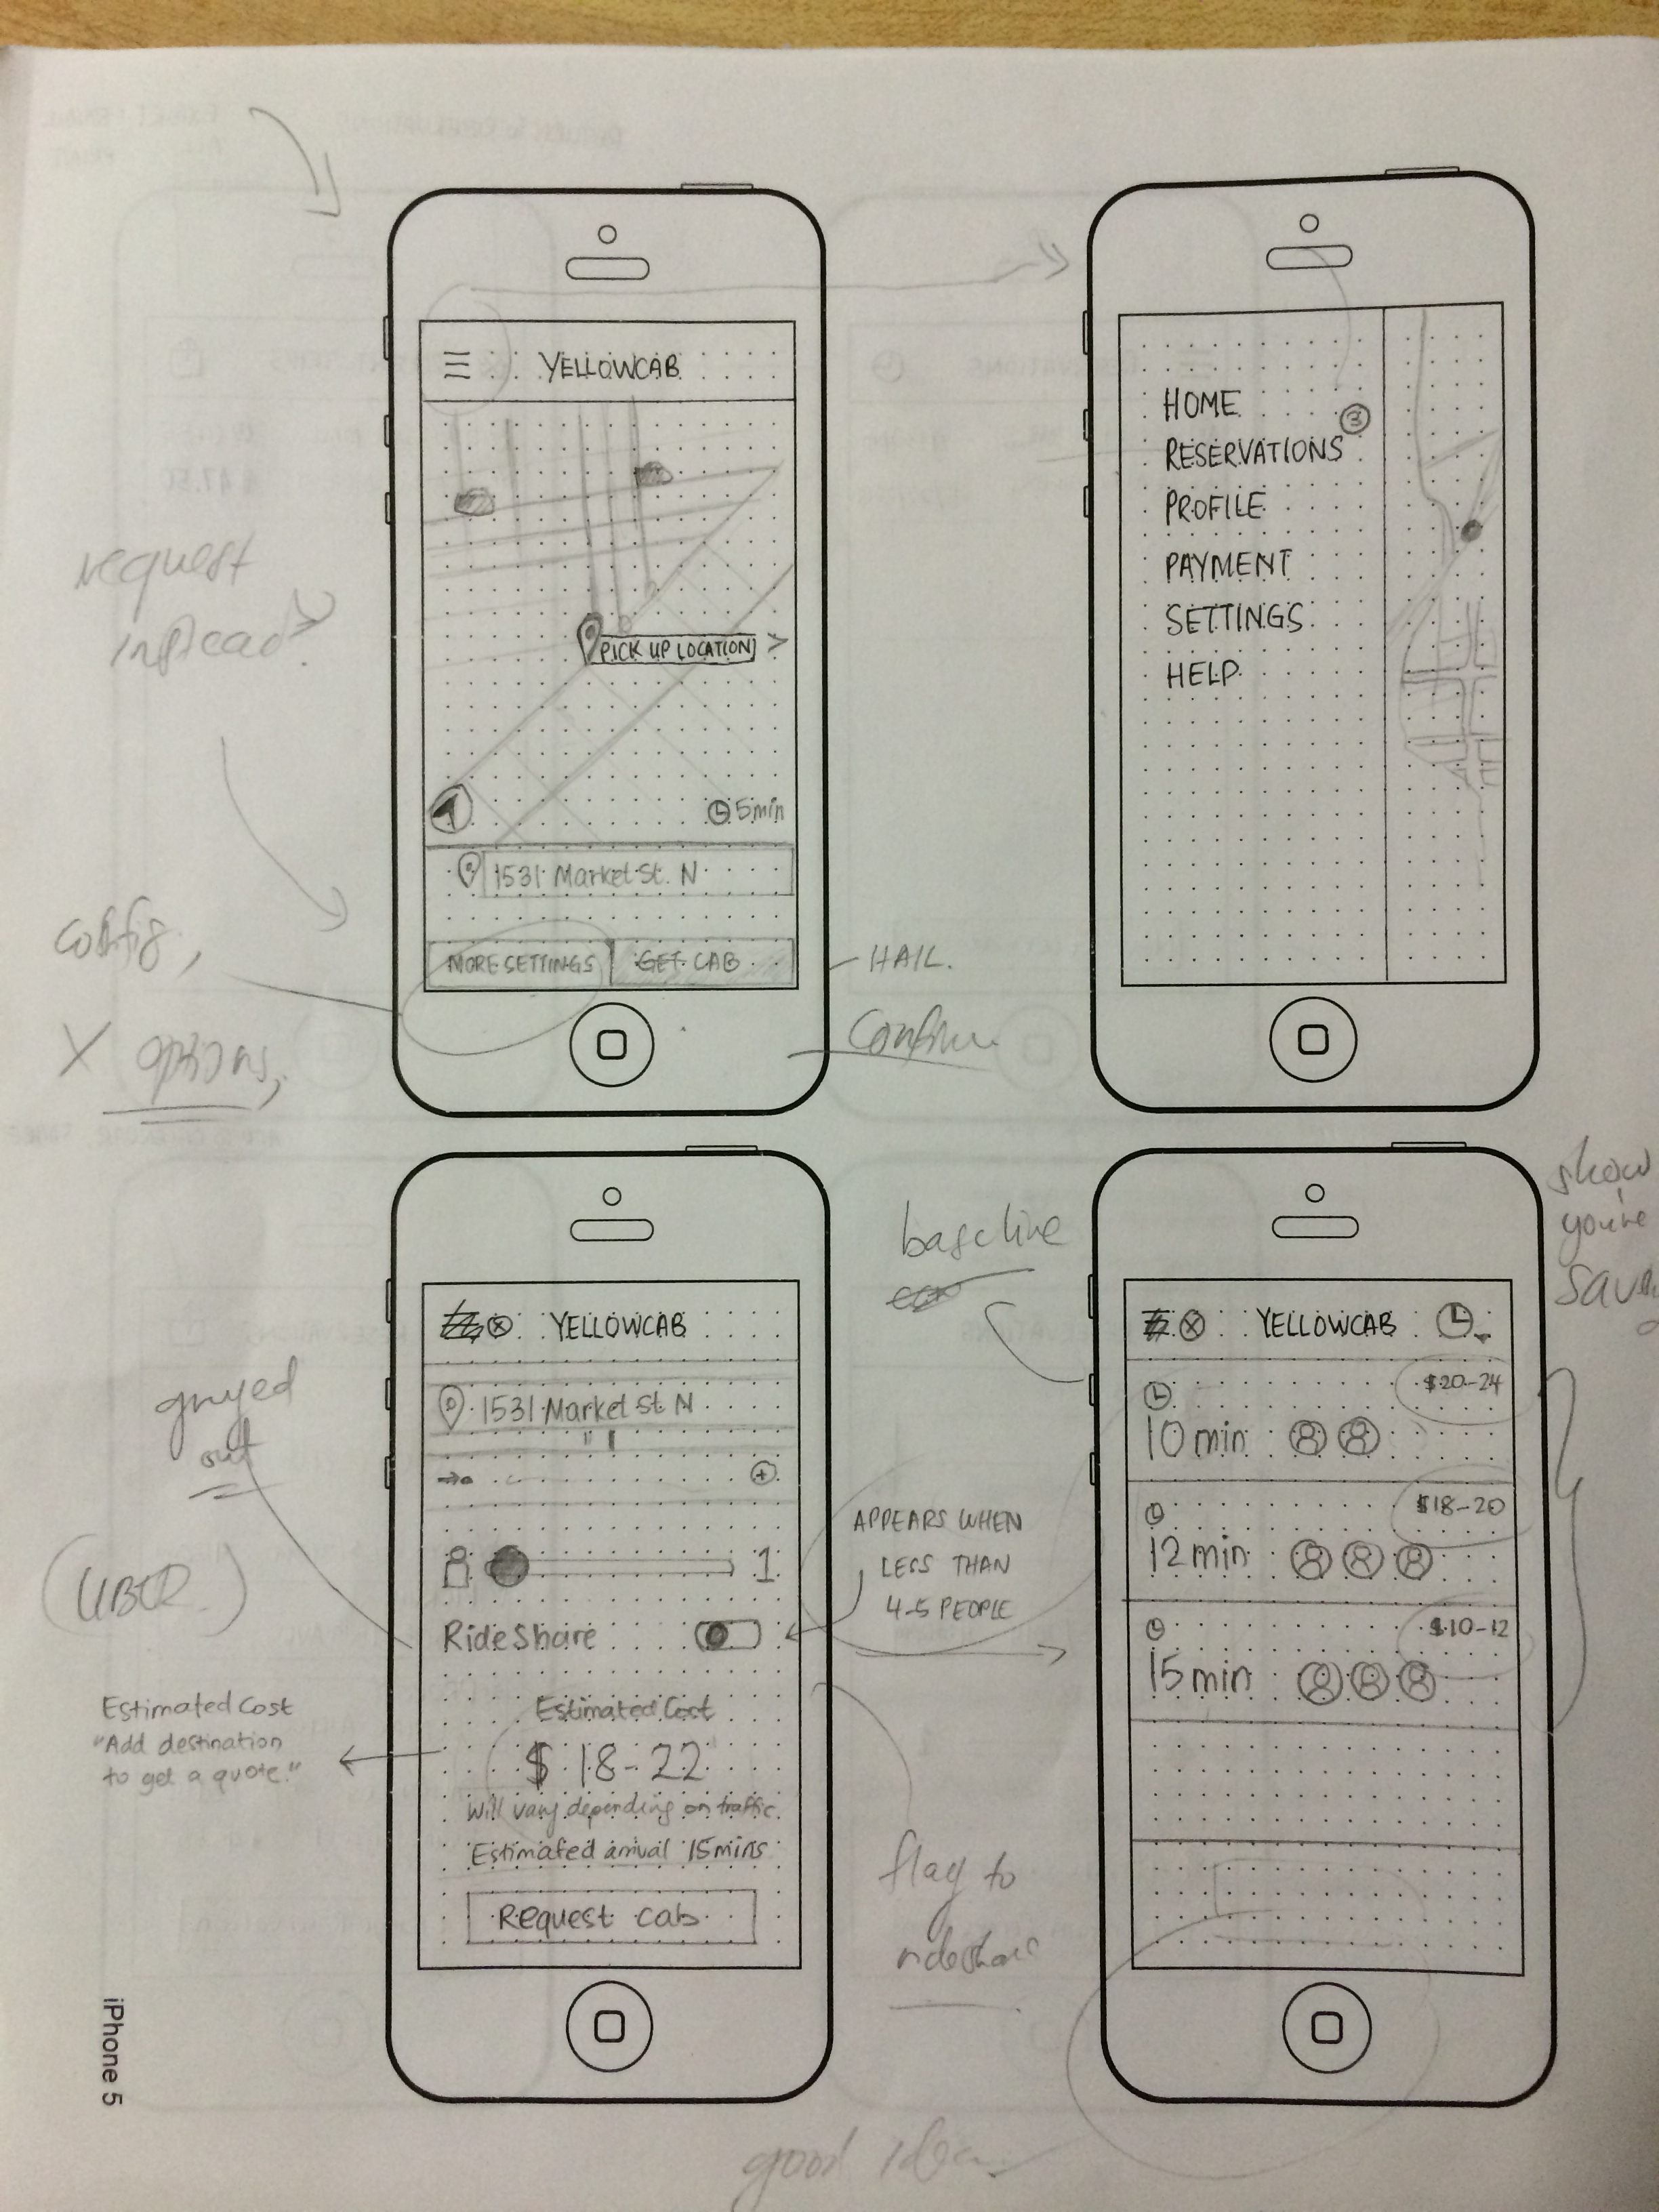 YELLOWCAB
PICK UP LOCATION >
5min
1531 Market St. N
MORE SETTINGS
GET CAB
HOME
3
RESERVATIONS
PROFILE
PAYMENT
SETTINGS
HELP
request
instead?
config,
X options,
HAIL.
Confirm
YELLOWCAB
1531 Market St N
1
RideShare
Estimated Cost
$ 18-22
Will vary depending on traffic.
Estimated arrival 15mins
Request cab
grayed
out
(UBER)
Estimated Cost
"Add destination
to get a quote."
APPEARS WHEN
LESS THAN
4-5 PEOPLE
flag to
rideshare
baseline
YELLOWCAB
$20-24
10 min
$18-20
12 min
$10-12
15 min
show
you're
good idea
iPhone 5